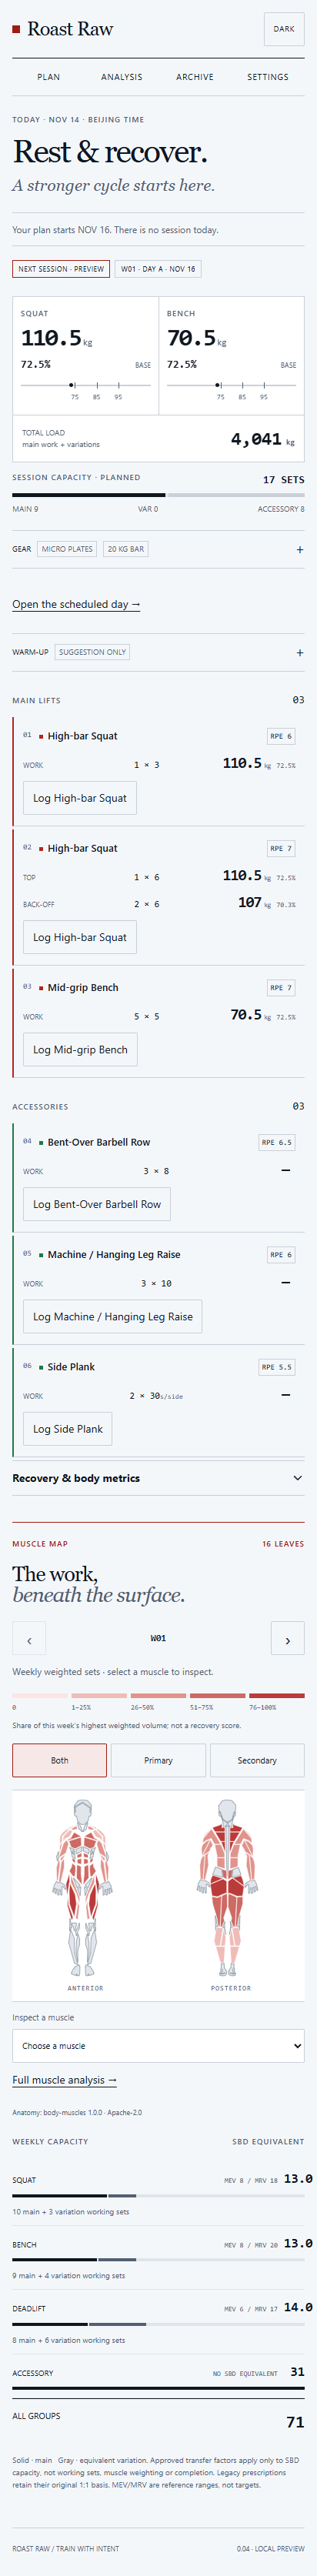 Roast Raw
DARK
PLAN ANALYSIS ARCHIVE SETTINGS
TODAY · NOV 14 · BEIJING TIME
Rest & recover.
A stronger cycle starts here.
Your plan starts NOV 16. There is no session today.
NEXT SESSION · PREVIEW
W01 · DAY A · NOV 16
SQUAT
110.5 kg
72.5% BASE
75 85 95
BENCH
70.5 kg
72.5% BASE
75 85 95
TOTAL LOAD
main work + variations
4,041 kg
SESSION CAPACITY · PLANNED 17 SETS
MAIN 9 VAR 0 ACCESSORY 8
GEAR MICRO PLATES 20 KG BAR +
Open the scheduled day →
WARM-UP SUGGESTION ONLY +
MAIN LIFTS 03
01 High-bar Squat RPE 6
WORK 1 × 3 110.5 kg 72.5%
Log High-bar Squat
02 High-bar Squat RPE 7
TOP 1 × 6 110.5 kg 72.5%
BACK-OFF 2 × 6 107 kg 70.3%
Log High-bar Squat
03 Mid-grip Bench RPE 7
WORK 5 × 5 70.5 kg 72.5%
Log Mid-grip Bench
ACCESSORIES 03
04 Bent-Over Barbell Row RPE 6.5
WORK 3 × 8 —
Log Bent-Over Barbell Row
05 Machine / Hanging Leg Raise RPE 6
WORK 3 × 10 —
Log Machine / Hanging Leg Raise
06 Side Plank RPE 5.5
WORK 2 × 30s/side —
Log Side Plank
Recovery & body metrics
MUSCLE MAP 16 LEAVES
The work,
beneath the surface.
‹ W01 ›
Weekly weighted sets · select a muscle to inspect.
0 1–25% 26–50% 51–75% 76–100%
Share of this week's highest weighted volume; not a recovery score.
Both Primary Secondary
ANTERIOR POSTERIOR
Inspect a muscle
Choose a muscle
Full muscle analysis →
Anatomy: body-muscles 1.0.0 · Apache-2.0
WEEKLY CAPACITY SBD EQUIVALENT
SQUAT MEV 8 / MRV 18 13.0
10 main + 3 variation working sets
BENCH MEV 8 / MRV 20 13.0
9 main + 4 variation working sets
DEADLIFT MEV 6 / MRV 17 14.0
8 main + 6 variation working sets
ACCESSORY NO SBD EQUIVALENT 31
ALL GROUPS 71
Solid · main Gray · equivalent variation. Approved transfer factors apply only to SBD
capacity, not working sets, muscle weighting or completion. Legacy prescriptions
retain their original 1:1 basis. MEV/MRV are reference ranges, not targets.
ROAST RAW / TRAIN WITH INTENT 0.04 · LOCAL PREVIEW